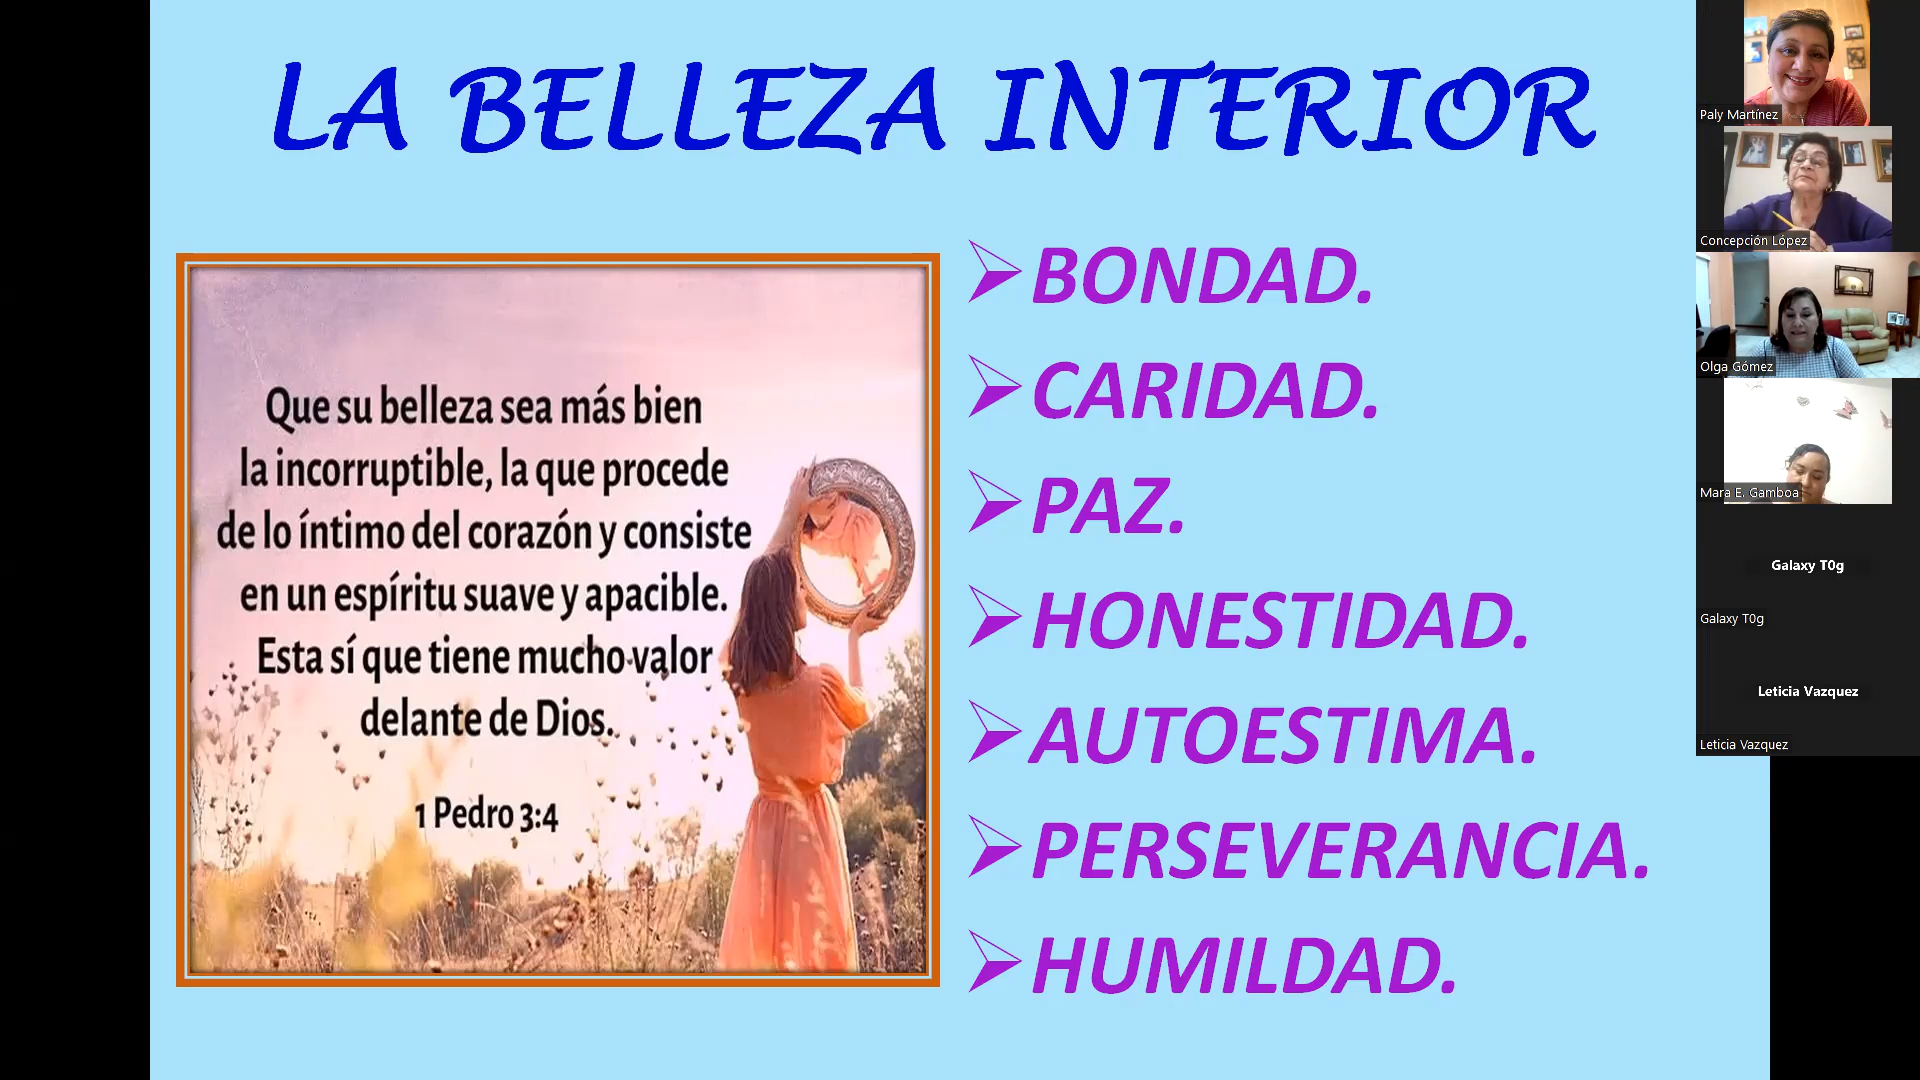 LA BELLEZA INTERIOR
Que su belleza sea más bien
la incorruptible, la que procede
de lo íntimo del corazón y consiste
en un espíritu suave y apacible.
Esta sí que tiene mucho valor
delante de Dios.
1 Pedro 3:4
BONDAD.
CARIDAD.
PAZ.
HONESTIDAD.
AUTOESTIMA.
PERSEVERANCIA.
HUMILDAD.
Paly Martínez
Concepción López
Olga Gómez
Mara E. Gamboa
Galaxy T0g
Galaxy T0g
Leticia Vazquez
Leticia Vazquez